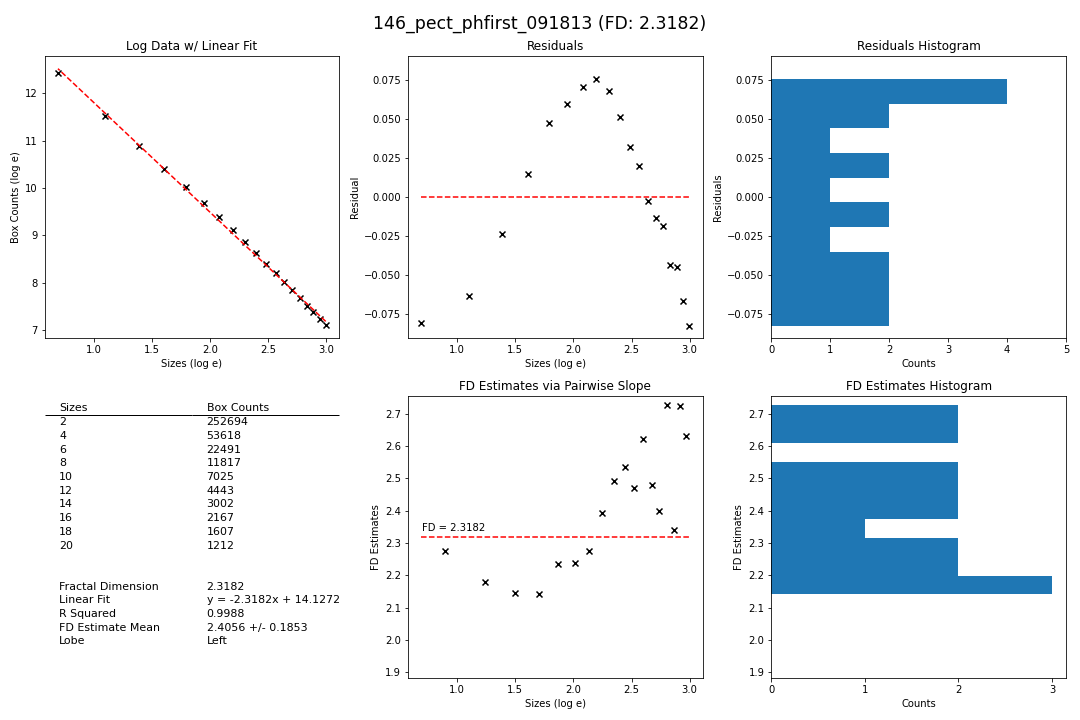 146_pect_phfirst_091813 (FD: 2.3182)
Log Data w/ Linear Fit
Box Counts (log e)
12
11
10
9
8
7
1.0 1.5 2.0 2.5 3.0
Sizes (log e)
Residuals
Residual
0.075
0.050
0.025
0.000
−0.025
−0.050
−0.075
1.0 1.5 2.0 2.5 3.0
Sizes (log e)
Residuals Histogram
Residuals
0.075
0.050
0.025
0.000
−0.025
−0.050
−0.075
0 1 2 3 4 5
Counts
Sizes Box Counts
2 252694
4 53618
6 22491
8 11817
10 7025
12 4443
14 3002
16 2167
18 1607
20 1212
Fractal Dimension 2.3182
Linear Fit y = -2.3182x + 14.1272
R Squared 0.9988
FD Estimate Mean 2.4056 +/- 0.1853
Lobe Left
FD Estimates via Pairwise Slope
FD Estimates
2.7
2.6
2.5
2.4
2.3
2.2
2.1
2.0
1.9
FD = 2.3182
1.0 1.5 2.0 2.5 3.0
Sizes (log e)
FD Estimates Histogram
FD Estimates
2.7
2.6
2.5
2.4
2.3
2.2
2.1
2.0
1.9
0 1 2 3
Counts